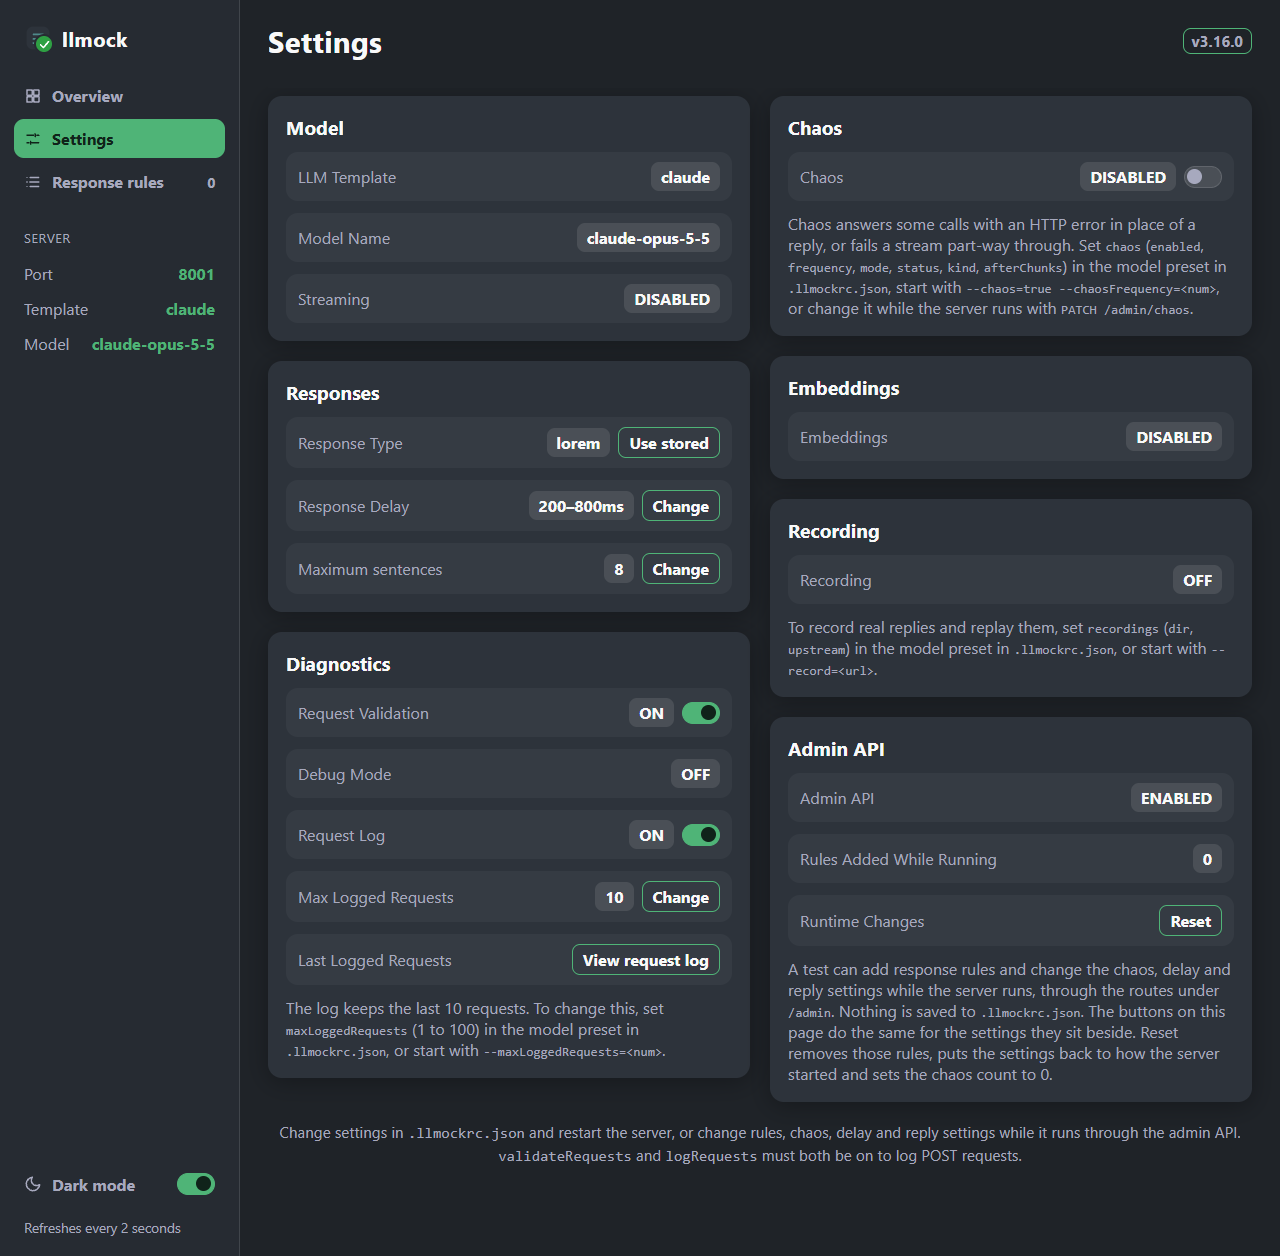 llmock
Overview
Settings
Response rules 0
SERVER
Port 8001
Template claude
Model claude-opus-5-5
Dark mode
Refreshes every 2 seconds
Settings
v3.16.0
Model
LLM Template claude
Model Name claude-opus-5-5
Streaming DISABLED
Responses
Response Type lorem Use stored
Response Delay 200–800ms Change
Maximum sentences 8 Change
Diagnostics
Request Validation ON
Debug Mode OFF
Request Log ON
Max Logged Requests 10 Change
Last Logged Requests View request log
The log keeps the last 10 requests. To change this, set
maxLoggedRequests (1 to 100) in the model preset in
.llmockrc.json, or start with --maxLoggedRequests=<num>.
Chaos
Chaos DISABLED
Chaos answers some calls with an HTTP error in place of a
reply, or fails a stream part-way through. Set chaos (enabled,
frequency, mode, status, kind, afterChunks) in the model preset in
.llmockrc.json, start with --chaos=true --chaosFrequency=<num>,
or change it while the server runs with PATCH /admin/chaos.
Embeddings
Embeddings DISABLED
Recording
Recording OFF
To record real replies and replay them, set recordings (dir,
upstream) in the model preset in .llmockrc.json, or start with --
record=<url>.
Admin API
Admin API ENABLED
Rules Added While Running 0
Runtime Changes Reset
A test can add response rules and change the chaos, delay and
reply settings while the server runs, through the routes under
/admin. Nothing is saved to .llmockrc.json. The buttons on this
page do the same for the settings they sit beside. Reset
removes those rules, puts the settings back to how the server
started and sets the chaos count to 0.
Change settings in .llmockrc.json and restart the server, or change rules, chaos, delay and reply settings while it runs through the admin API.
validateRequests and logRequests must both be on to log POST requests.